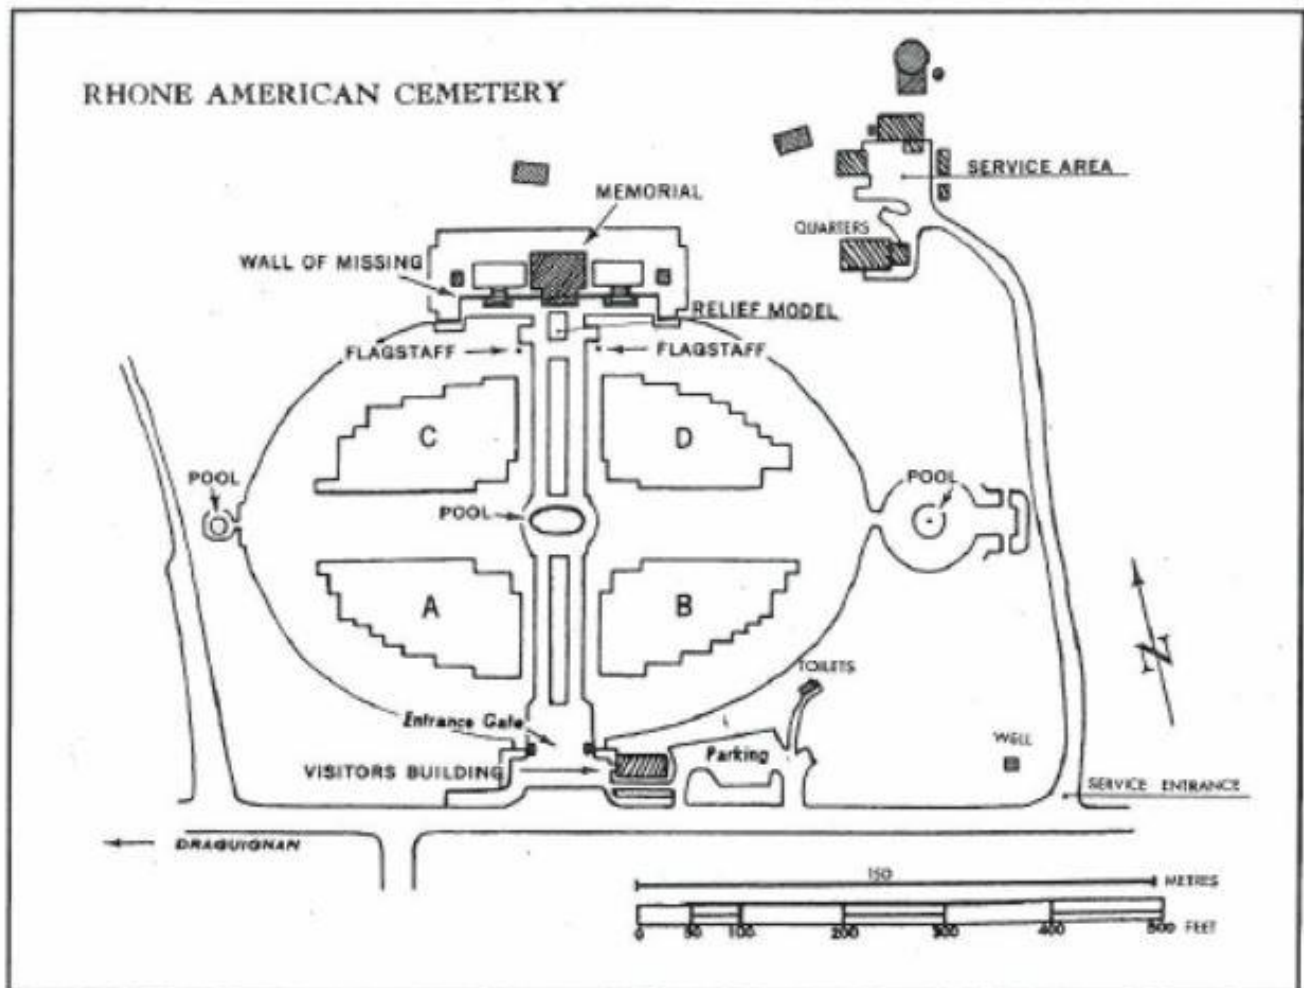 RHONE AMERICAN CEMETERY
MEMORIAL
SERVICE AREA
QUARTERS
WALL OF MISSING
RELIEF MODEL
FLAGSTAFF
FLAGSTAFF
C
D
POOL
POOL
POOL
A
B
TOILETS
Entrance Gate
Parking
WELL
VISITORS BUILDING
SERVICE ENTRANCE
N
DRAGUIGNAN
150 METRES
0 50 100 200 300 400 500 FEET